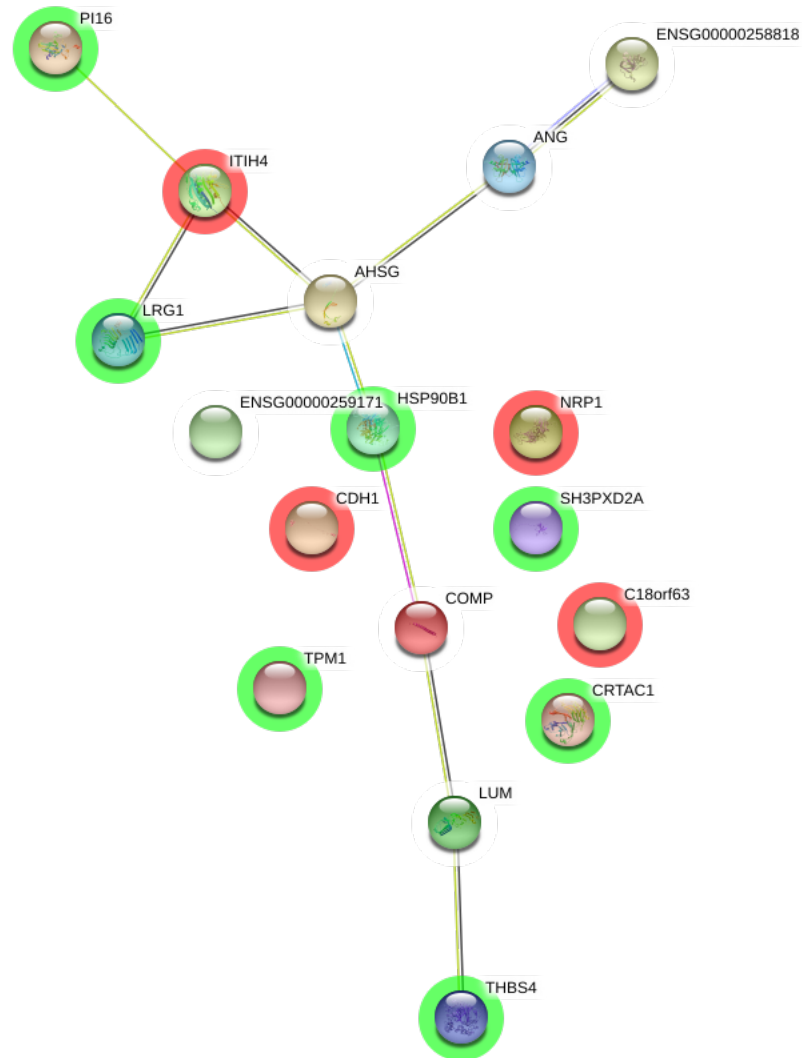 PI16
ENSG00000258818
ANG
ITIH4
AHSG
LRG1
ENSG00000259171
HSP90B1
NRP1
CDH1
SH3PXD2A
COMP
C18orf63
TPM1
CRTAC1
LUM
THBS4